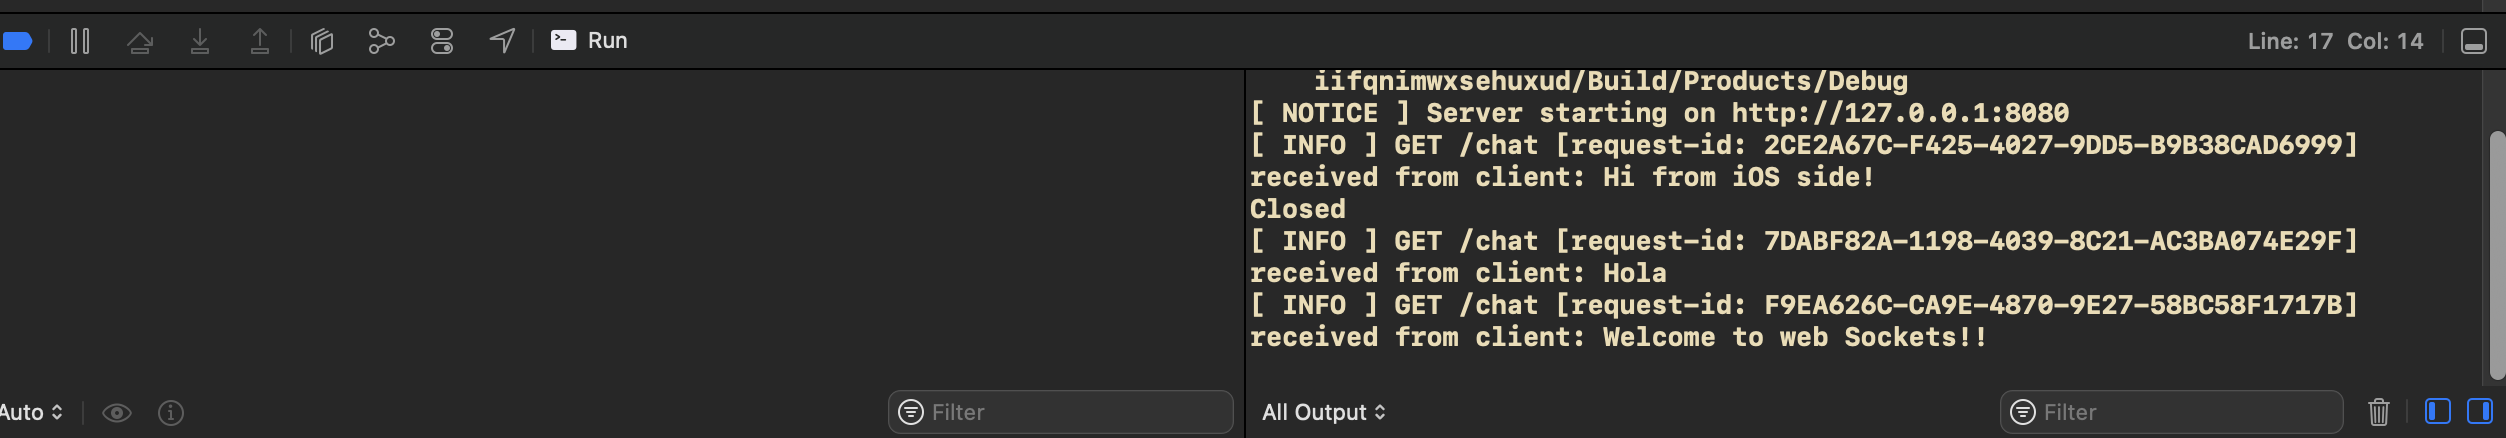 Run
Line: 17 Col: 14
iifqnimwxsehuxud/Build/Products/Debug
[ NOTICE ] Server starting on http://127.0.0.1:8080
[ INFO ] GET /chat [request-id: 2CE2A67C-F425-4027-9DD5-B9B38CAD6999]
received from client: Hi from iOS side!
Closed
[ INFO ] GET /chat [request-id: 7DABF82A-1198-4039-8C21-AC3BA074E29F]
received from client: Hola
[ INFO ] GET /chat [request-id: F9EA626C-CA9E-4870-9E27-58BC58F1717B]
received from client: Welcome to web Sockets!!
Auto
Filter
All Output
Filter